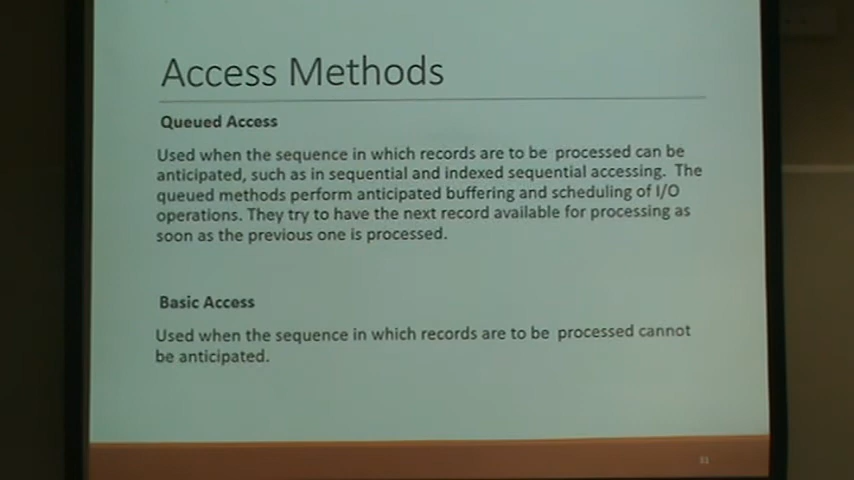 Access Methods
Queued Access
Used when the sequence in which records are to be processed can be
anticipated, such as in sequential and indexed sequential accessing. The
queued methods perform anticipated buffering and scheduling of I/O
operations. They try to have the next record available for processing as
soon as the previous one is processed.
Basic Access
Used when the sequence in which records are to be processed cannot
be anticipated.